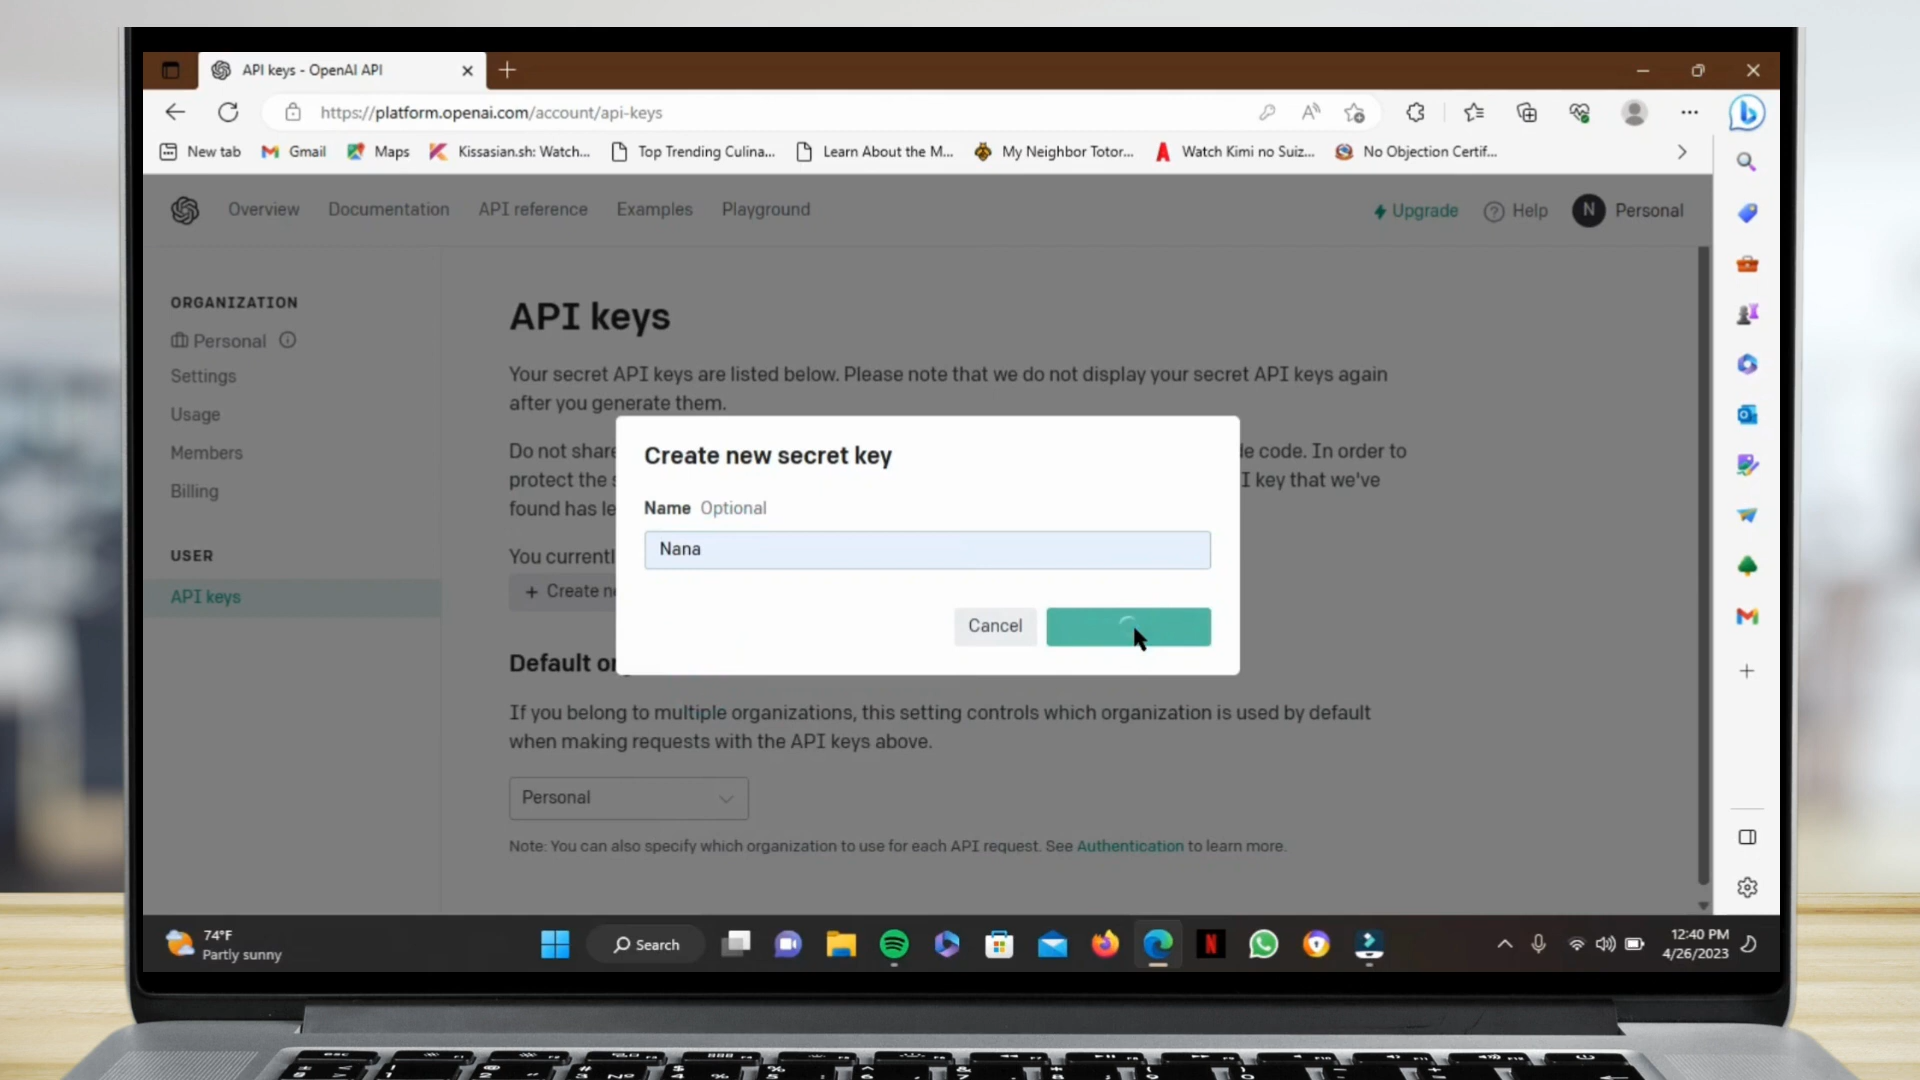 API keys - OpenAI API
https://platform.openai.com/account/api-keys
New tab
Gmail
Maps
Kissasian.sh: Watch...
Top Trending Culina...
Learn About the M...
My Neighbor Totor...
Watch Kimi no Suiz...
No Objection Certif...
Overview
Documentation
API reference
Examples
Playground
Upgrade
Help
N
Personal
ORGANIZATION
Personal
Settings
Usage
Members
Billing
USER
API keys
API keys
Your secret API keys are listed below. Please note that we do not display your secret API keys again
after you generate them.
Do not share
le code. In order to
protect the s
I key that we've
found has le
You currentl
+ Create n
Create new secret key
Name Optional
Nana
Cancel
Default or
If you belong to multiple organizations, this setting controls which organization is used by default
when making requests with the API keys above.
Personal
Note: You can also specify which organization to use for each API request. See Authentication to learn more.
74°F
Partly sunny
Search
12:40 PM
4/26/2023